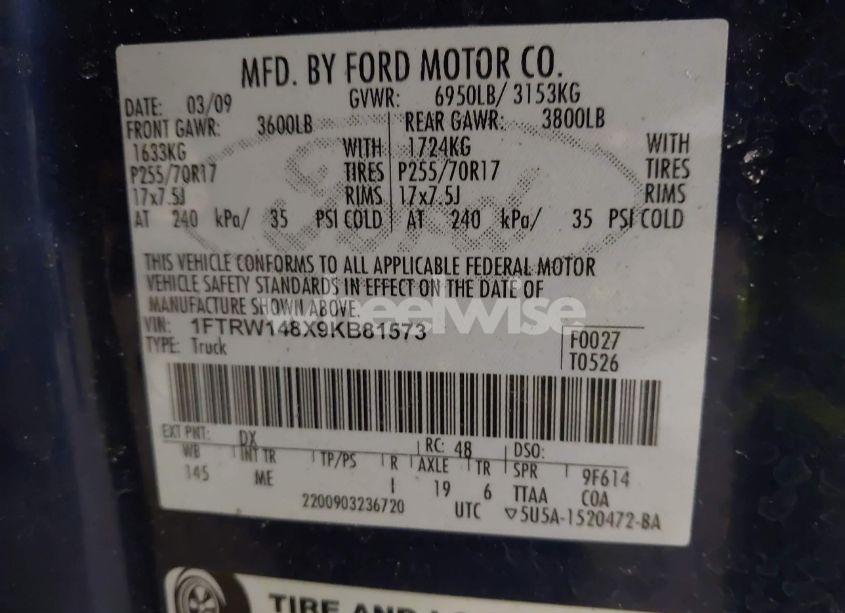 MFD. BY FORD MOTOR CO.
DATE: 03/09 GVWR: 6950LB/ 3153KG
FRONT GAWR: 3600LB REAR GAWR: 3800LB
1633KG WITH 1724KG WITH
P255/70R17 TIRES P255/70R17 TIRES
17x7.5J RIMS 17x7.5J RIMS
AT 240 kPa/ 35 PSI COLD AT 240 kPa/ 35 PSI COLD
THIS VEHICLE CONFORMS TO ALL APPLICABLE FEDERAL MOTOR
VEHICLE SAFETY STANDARDS IN EFFECT ON THE DATE OF
MANUFACTURE SHOWN ABOVE.
VIN: 1FTRW148X9KB81573 F0027
TYPE: Truck T0526
EXT PNT: DX RC: 48 DSO:
WB INT TR TP/PS R AXLE TR SPR 9F614
145 ME I 19 6 TTAA COA
2200903236720 UTC ▽5U5A-1520472-BA
TIRE AND